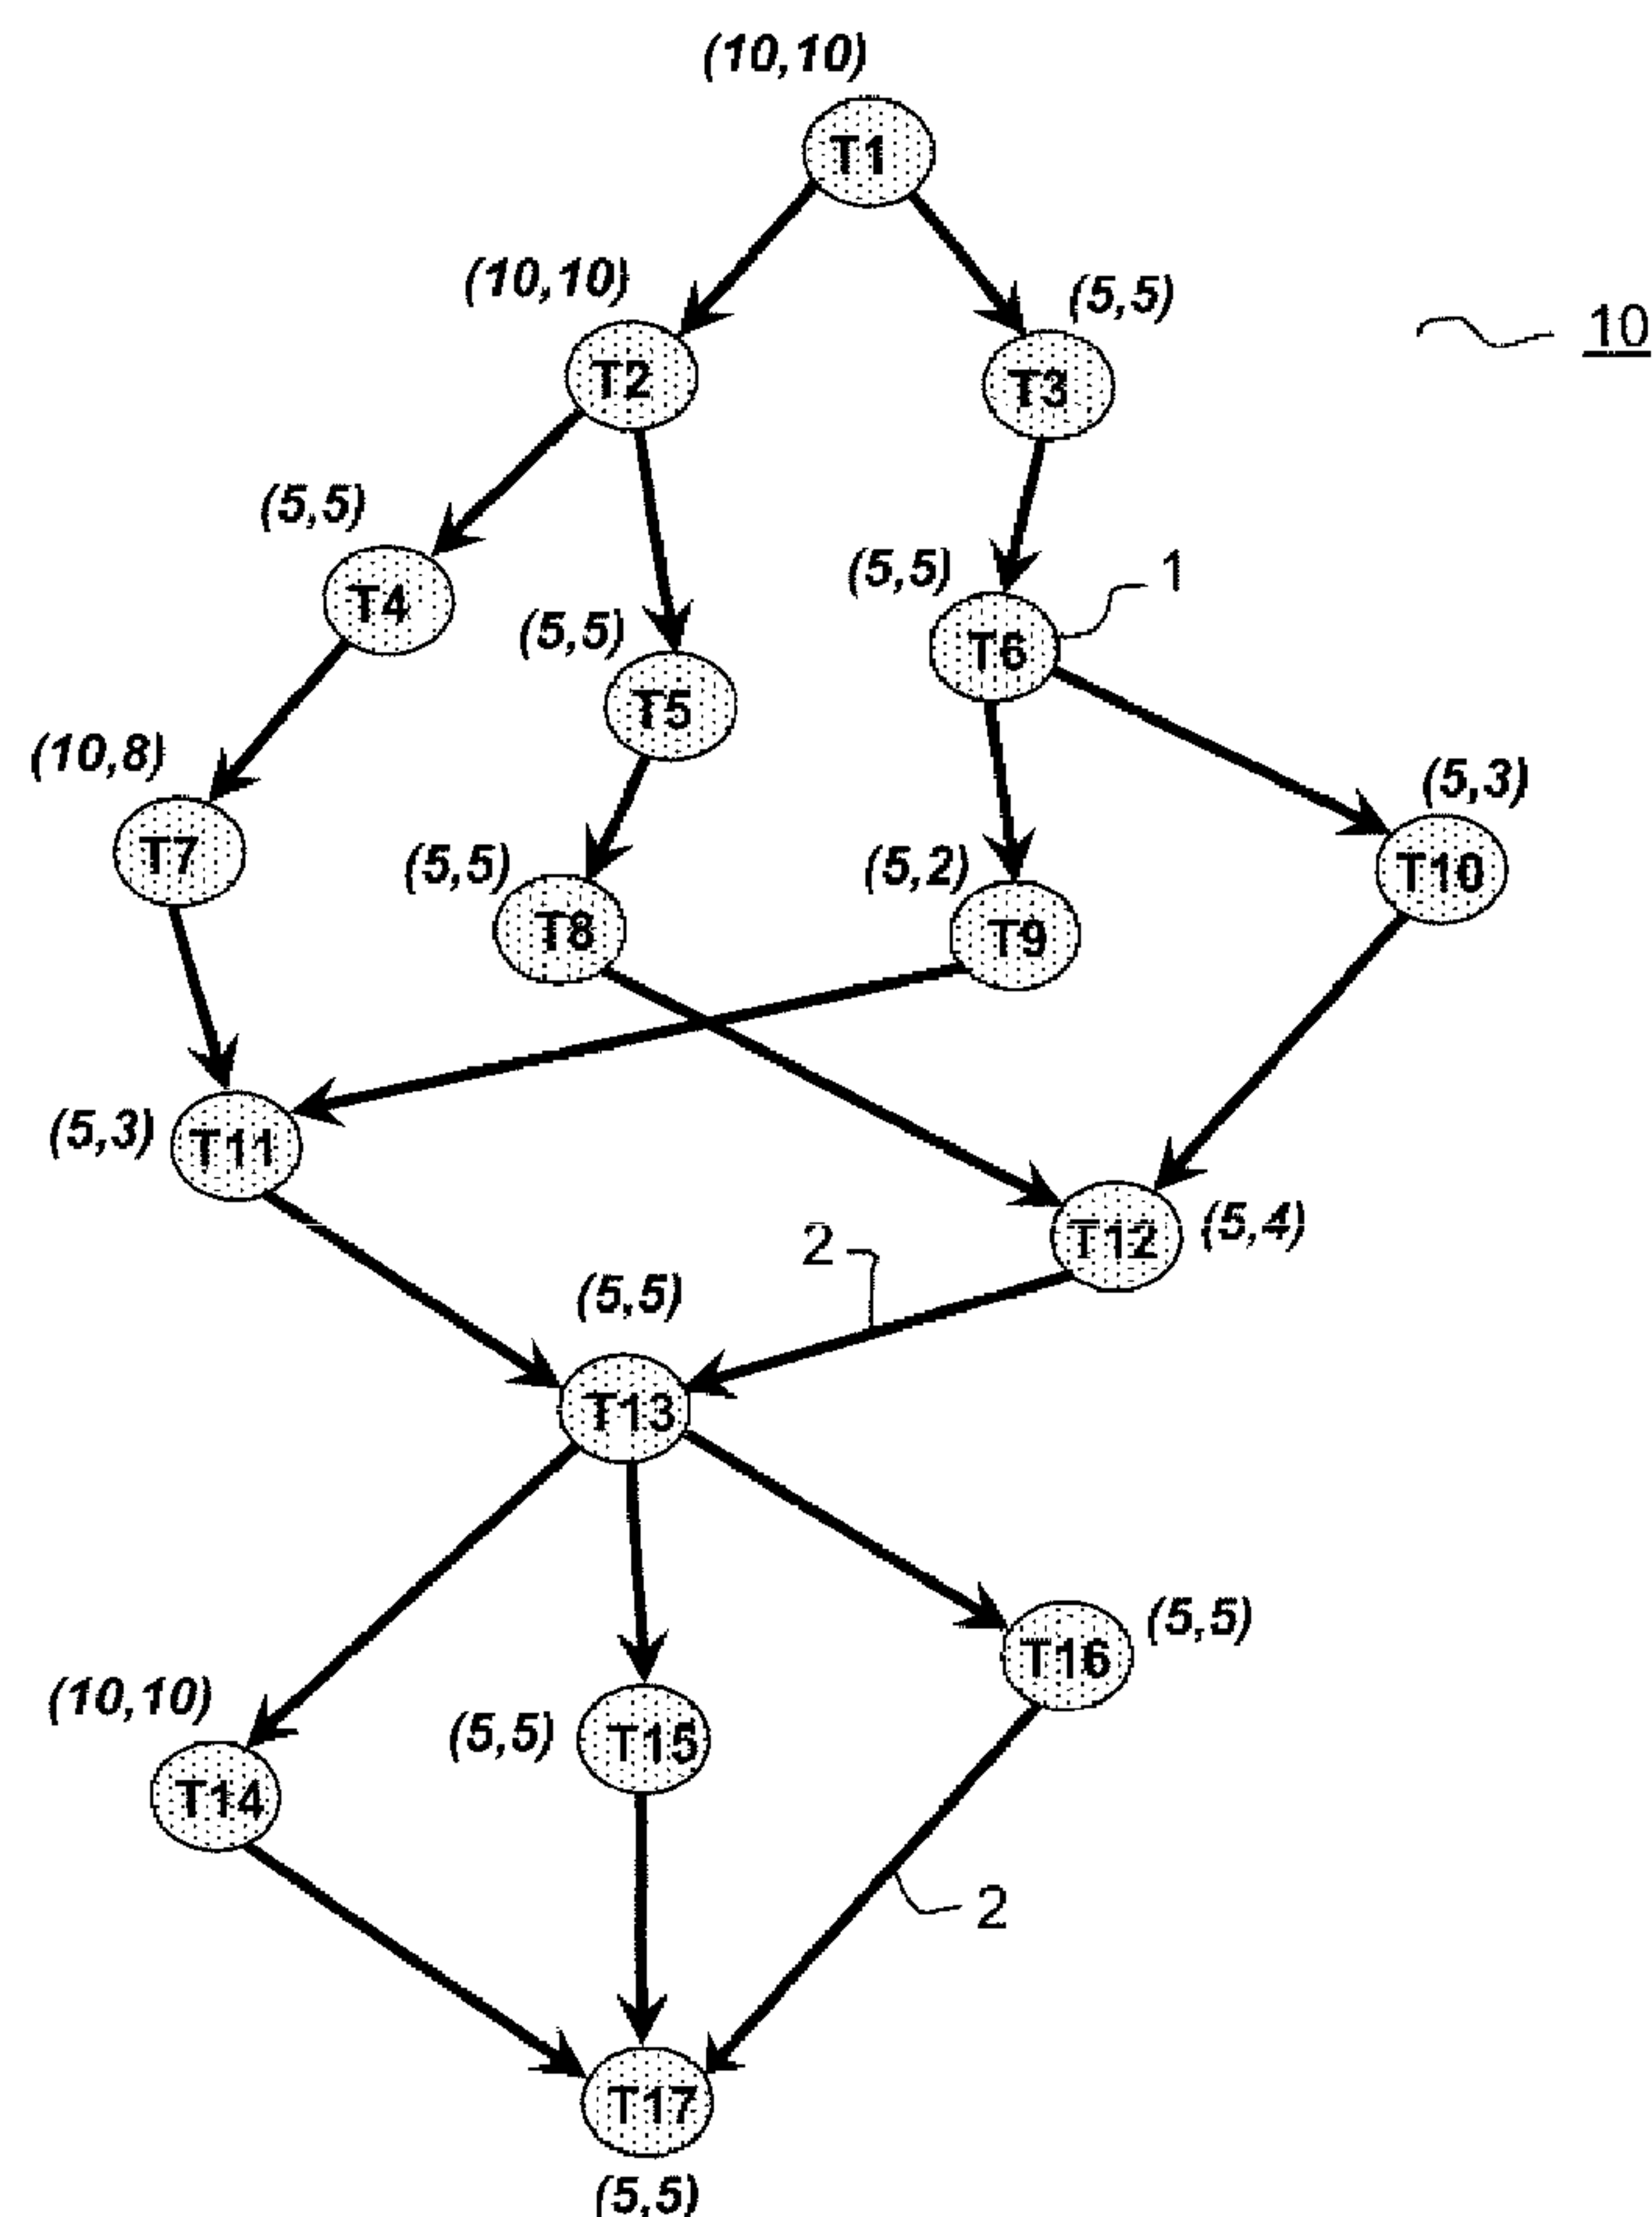 (10,10)
T1
(10,10)
(5,5)
10
T2
T3
(5,5)
(5,5)
1
T4
(5,5)
T6
T5
(10,8)
(5,3)
T7
(5,5)
(5,2)
T10
T8
T9
(5,3)
T11
2
T12
(5,4)
(5,5)
T13
(5,5)
T16
(10,10)
(5,5)
T15
T14
2
T17
(5,5)